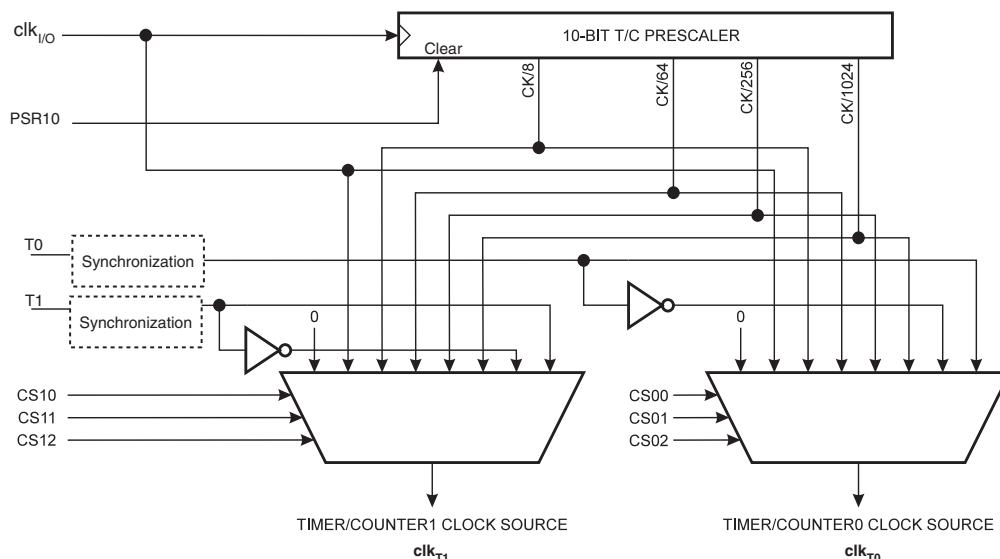 clkI/O
10-BIT T/C PRESCALER
Clear
CK/8
CK/64
CK/256
CK/1024
PSR10
T0
Synchronization
T1
Synchronization
0
0
CS10
CS11
CS12
CS00
CS01
CS02
TIMER/COUNTER1 CLOCK SOURCE
clkT1
TIMER/COUNTER0 CLOCK SOURCE
clkT0